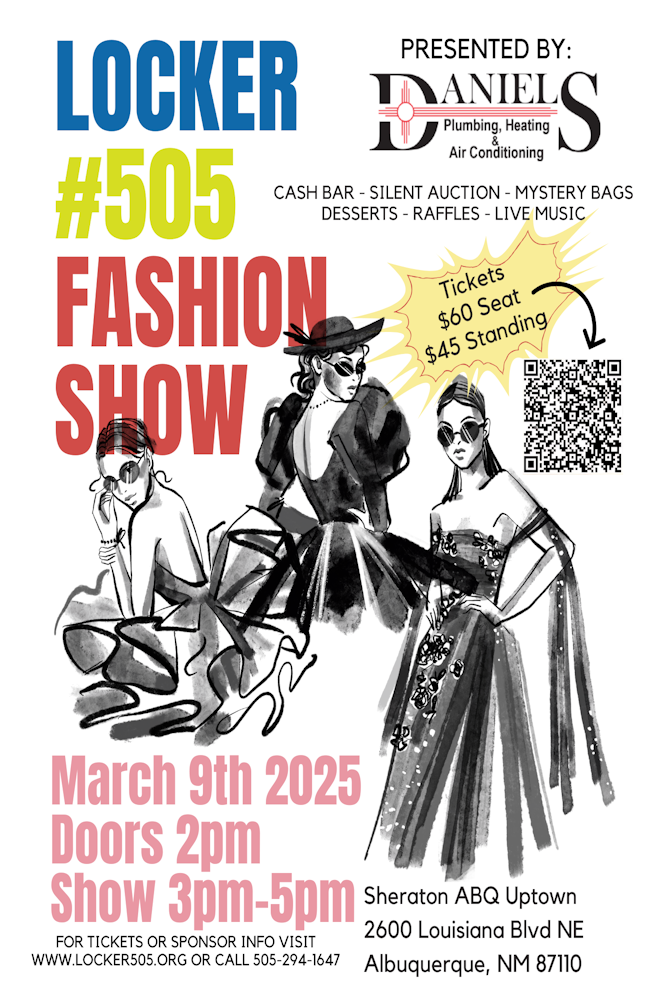 LOCKER
#505
FASHION
SHOW
PRESENTED BY:
DANIELS
Plumbing, Heating
&
Air Conditioning
CASH BAR - SILENT AUCTION - MYSTERY BAGS
DESSERTS - RAFFLES - LIVE MUSIC
Tickets
$60 Seat
$45 Standing
March 9th 2025
Doors 2pm
Show 3pm-5pm
FOR TICKETS OR SPONSOR INFO VISIT
WWW.LOCKER505.ORG OR CALL 505-294-1647
Sheraton ABQ Uptown
2600 Louisiana Blvd NE
Albuquerque, NM 87110